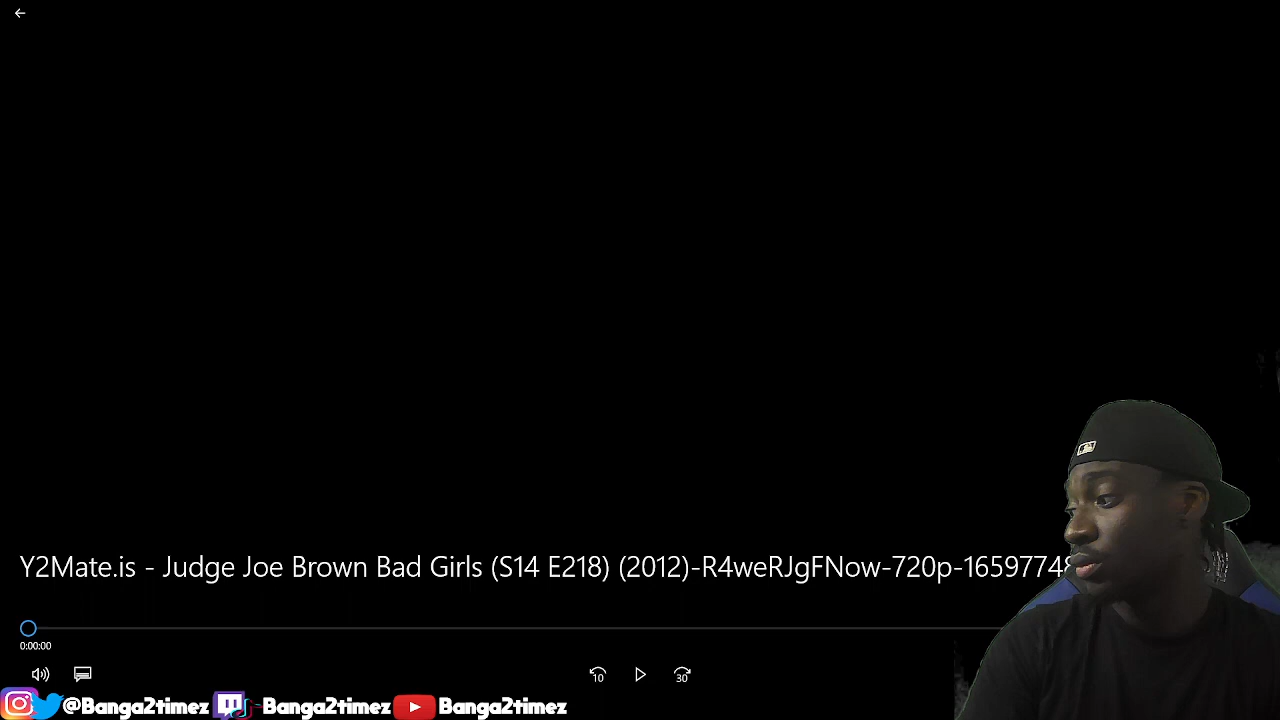 Y2Mate.is - Judge Joe Brown Bad Girls (S14 E218) (2012)-R4weRJgFNow-720p-16597748
0:00:00
10
30
@Banga2timez
Banga2timez
Banga2timez